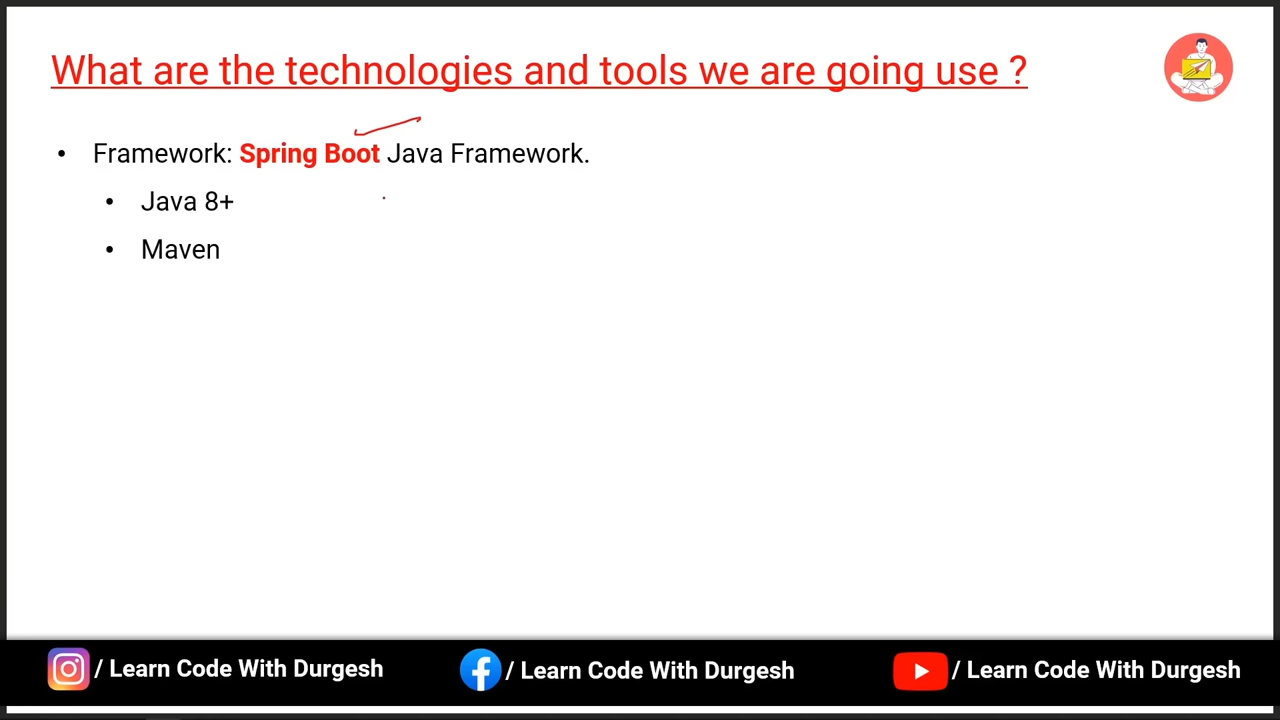 What are the technologies and tools we are going use ?
• Framework: Spring Boot Java Framework.
• Java 8+
• Maven
/ Learn Code With Durgesh
/ Learn Code With Durgesh
/ Learn Code With Durgesh